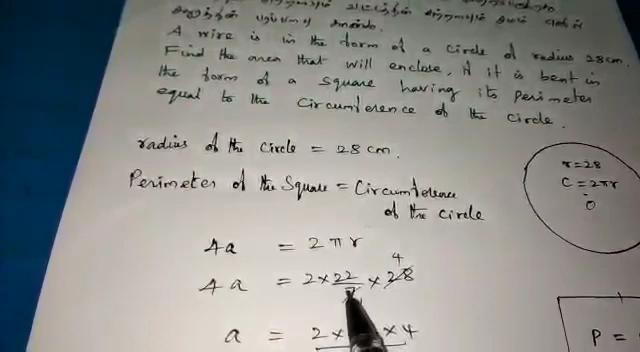 A wire is in the form of a circle of radius 28cm.
Find the area that will enclose, if it is bent in
the form of a square having its perimeter
equal to the circumference of the circle.
radius of the circle = 28 cm.
Perimeter of the Square = Circumference
of the circle
r=28
C=2πr
0
4a = 2πr
4
4a = 2×22/7×28
a = 2× ×4
P =